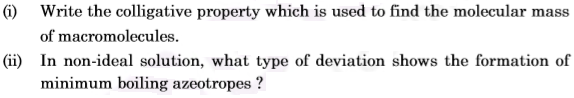 (i) Write the colligative property which is used to find the molecular mass
of macromolecules.
(ii) In non-ideal solution, what type of deviation shows the formation of
minimum boiling azeotropes ?